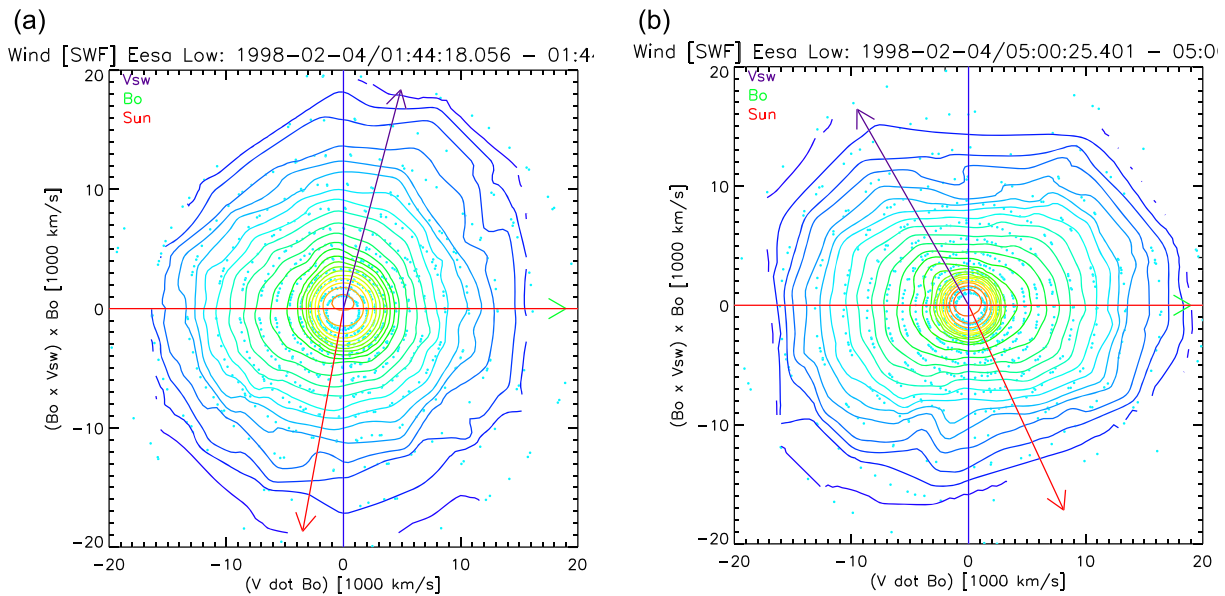 (a)
Wind [SWF] Eesa Low: 1998-02-04/01:44:18.056 - 01:44
20
Vsw
Bo
Sun
10
0
-10
-20
(Bo x Vsw) x Bo [1000 km/s]
-20 -10 0 10 20
(V dot Bo) [1000 km/s]
(b)
Wind [SWF] Eesa Low: 1998-02-04/05:00:25.401 - 05:00
20
Vsw
Bo
Sun
10
0
-10
-20
(Bo x Vsw) x Bo [1000 km/s]
-20 -10 0 10 20
(V dot Bo) [1000 km/s]